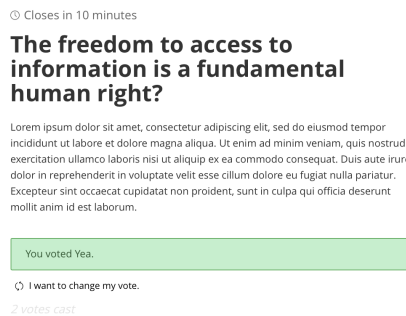 Closes in 10 minutes
The freedom to access to
information is a fundamental
human right?
Lorem ipsum dolor sit amet, consectetur adipiscing elit, sed do eiusmod tempor
incididunt ut labore et dolore magna aliqua. Ut enim ad minim veniam, quis nostrud
exercitation ullamco laboris nisi ut aliquip ex ea commodo consequat. Duis aute irure
dolor in reprehenderit in voluptate velit esse cillum dolore eu fugiat nulla pariatur.
Excepteur sint occaecat cupidatat non proident, sunt in culpa qui officia deserunt
mollit anim id est laborum.
You voted Yea.
I want to change my vote.
2 votes cast